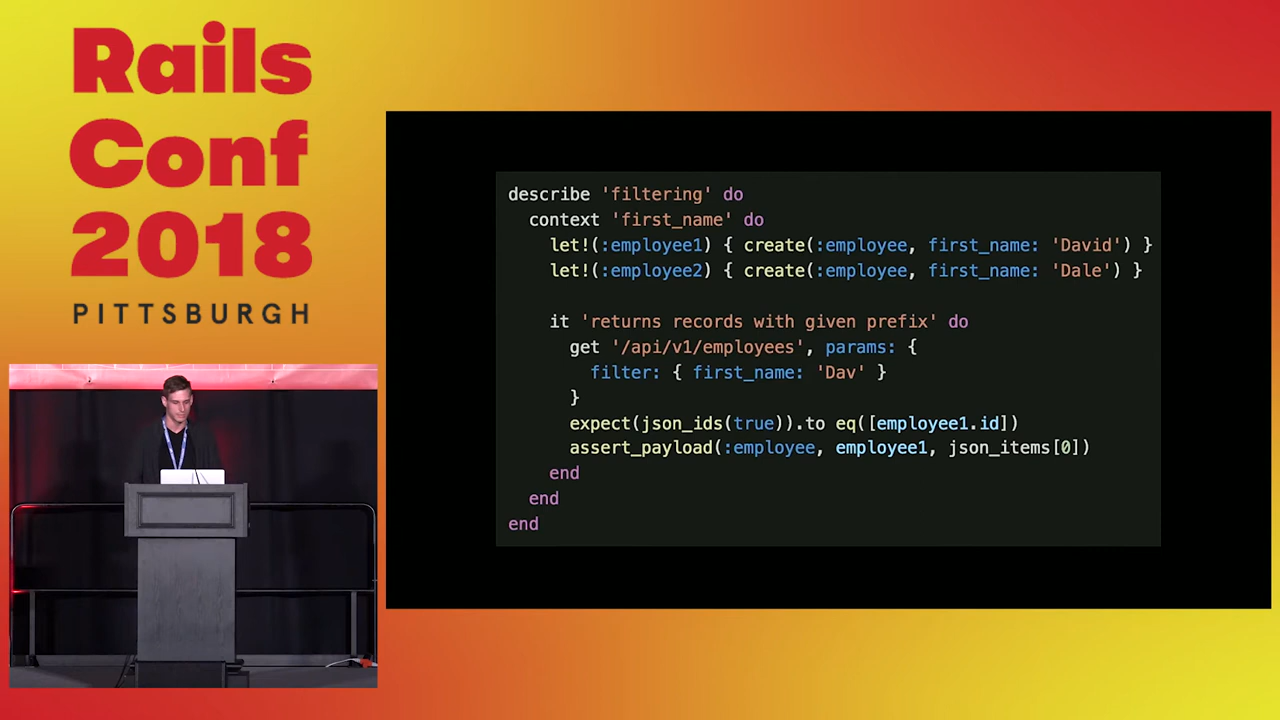 Rails
Conf
2018
PITTSBURGH
describe 'filtering' do
  context 'first_name' do
    let!(:employee1) { create(:employee, first_name: 'David') }
    let!(:employee2) { create(:employee, first_name: 'Dale') }
    it 'returns records with given prefix' do
      get '/api/v1/employees', params: {
        filter: { first_name: 'Dav' }
      }
      expect(json_ids(true)).to eq([employee1.id])
      assert_payload(:employee, employee1, json_items[0])
    end
  end
end